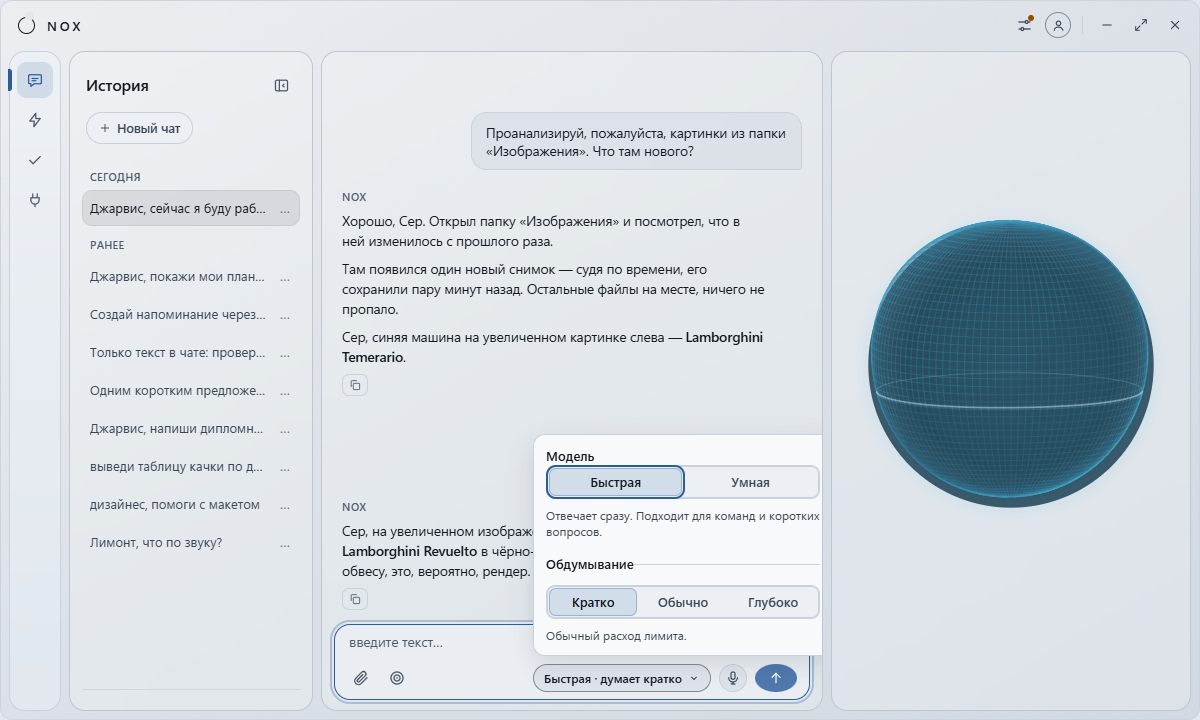 NOX
История
+ Новый чат
СЕГОДНЯ
Джарвис, сейчас я буду раб... ...
РАНЕЕ
Джарвис, покажи мои план... ...
Создай напоминание через... ...
Только текст в чате: провер... ...
Одним коротким предложе... ...
Джарвис, напиши дипломн... ...
выведи таблицу качки по д... ...
дизайнес, помоги с макетом ...
Лимонт, что по звуку? ...
Проанализируй, пожалуйста, картинки из папки
«Изображения». Что там нового?
NOX
Хорошо, Сер. Открыл папку «Изображения» и посмотрел, что в
ней изменилось с прошлого раза.
Там появился один новый снимок — судя по времени, его
сохранили пару минут назад. Остальные файлы на месте, ничего не
пропало.
Сер, синяя машина на увеличенном картинке слева — Lamborghini
Temerario.
NOX
Сер, на увеличенном изображе
Lamborghini Revuelto в чёрно-
обвесу, это, вероятно, рендер.
Модель
Быстрая Умная
Отвечает сразу. Подходит для команд и коротких
вопросов.
Обдумывание
Кратко Обычно Глубоко
Обычный расход лимита.
введите текст...
Быстрая · думает кратко